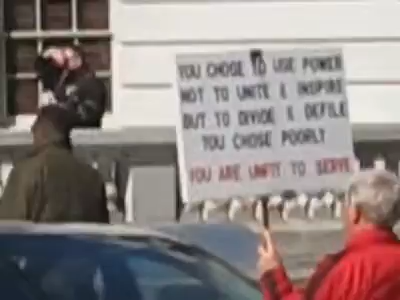 YOU CHOSE TO USE POWER
NOT TO UNITE & INSPIRE
BUT TO DIVIDE & DEFILE
YOU CHOSE POORLY
YOU ARE UNFIT TO SERVE